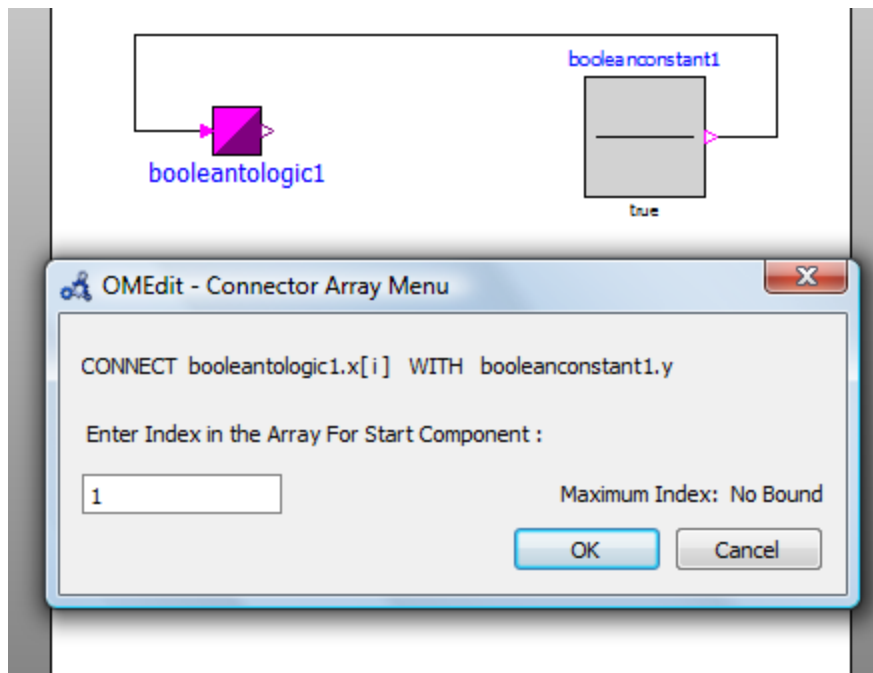 booleanconstant1
booleantologic1
true
OMEdit - Connector Array Menu
CONNECT booleantologic1.x[i] WITH booleanconstant1.y
Enter Index in the Array For Start Component :
1
Maximum Index: No Bound
OK
Cancel